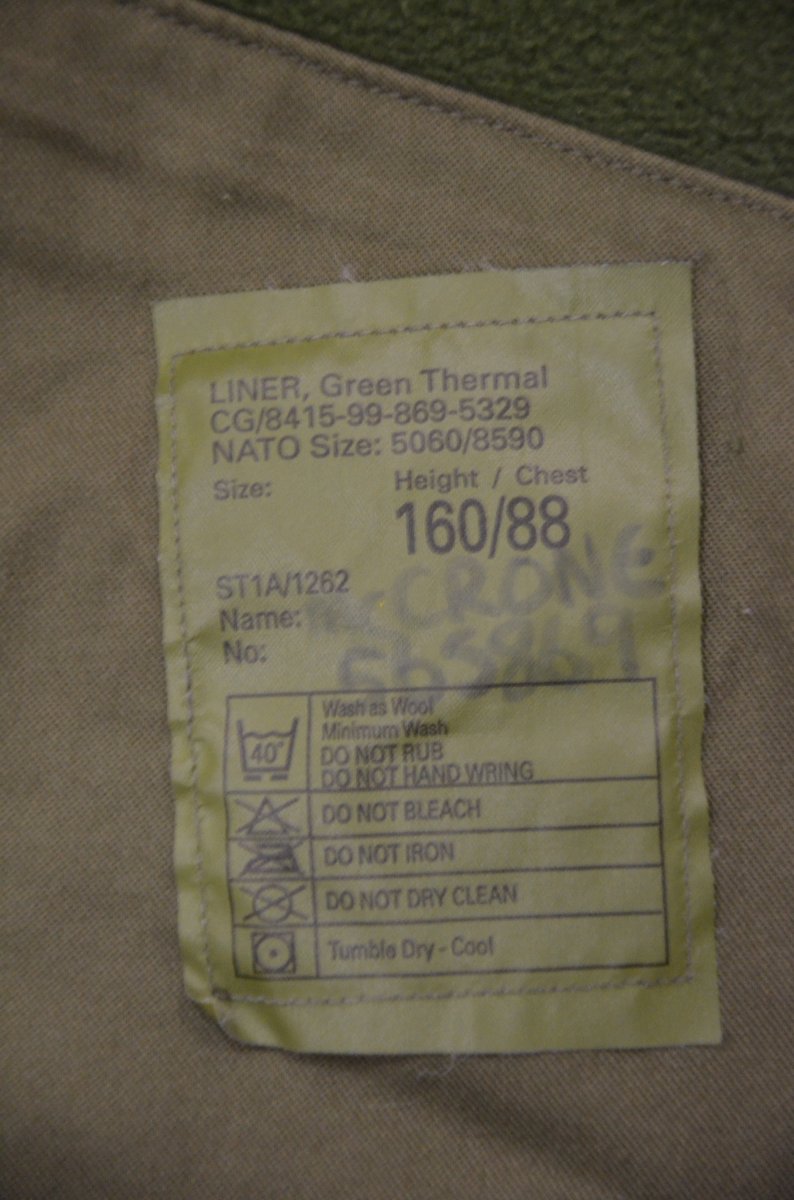 LINER, Green Thermal
CG/8415-99-869-5329
NATO Size: 5060/8590
Size: Height / Chest
160/88
ST1A/1262
Name: McCRONE
No:
40°
Wash as Wool
Minimum Wash
DO NOT RUB
DO NOT HAND WRING
DO NOT BLEACH
DO NOT IRON
DO NOT DRY CLEAN
Tumble Dry - Cool